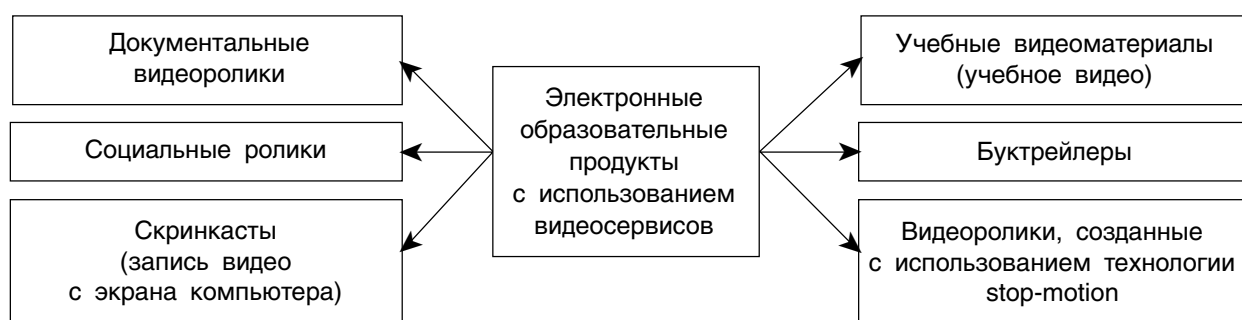 Документальные
видеоролики
Социальные ролики
Скринкасты
(запись видео
с экрана компьютера)
Электронные
образовательные
продукты
с использованием
видеосервисов
Учебные видеоматериалы
(учебное видео)
Буктрейлеры
Видеоролики, созданные
с использованием технологии
stop-motion